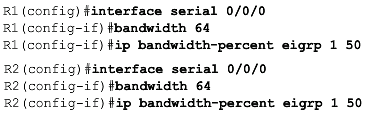 R1(config)#interface serial 0/0/0
R1(config-if)#bandwidth 64
R1(config-if)#ip bandwidth-percent eigrp 1 50
R2(config)#interface serial 0/0/0
R2(config-if)#bandwidth 64
R2(config-if)#ip bandwidth-percent eigrp 1 50